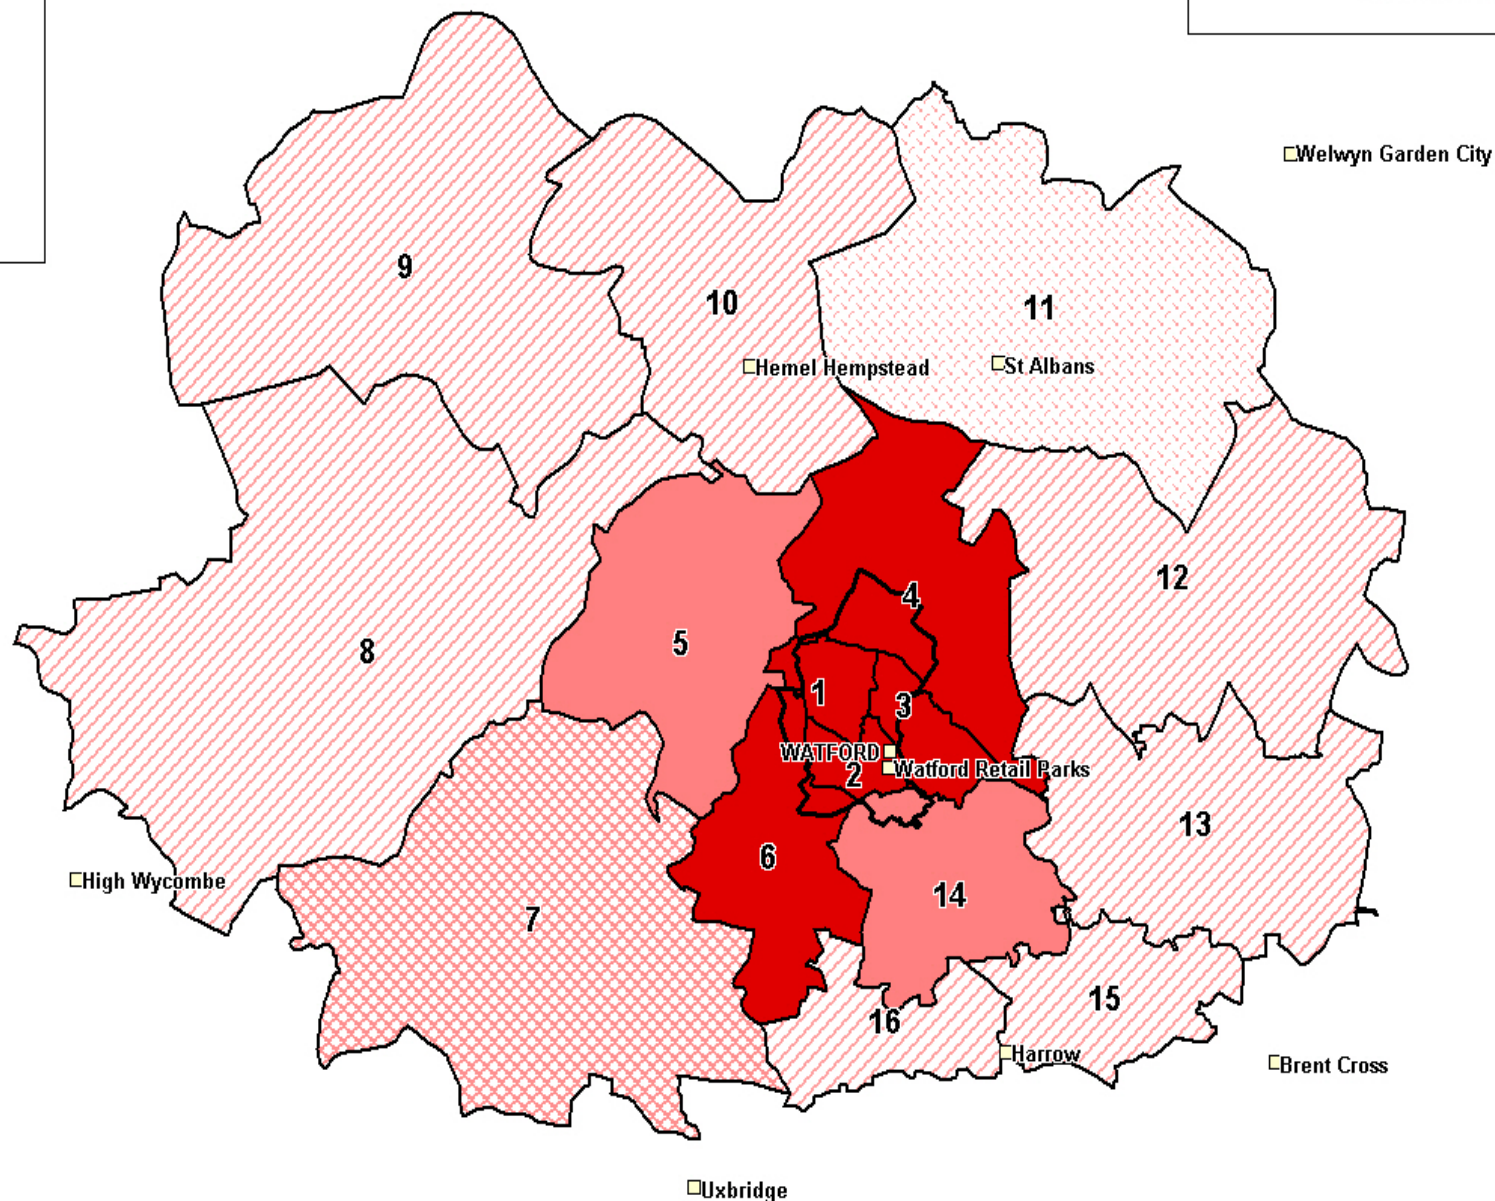 Welwyn Garden City
9
10
11
Hemel Hempstead
St Albans
12
4
5
8
1
3
WATFORD
Watford Retail Parks
2
13
6
High Wycombe
14
7
15
16
Harrow
Brent Cross
Uxbridge